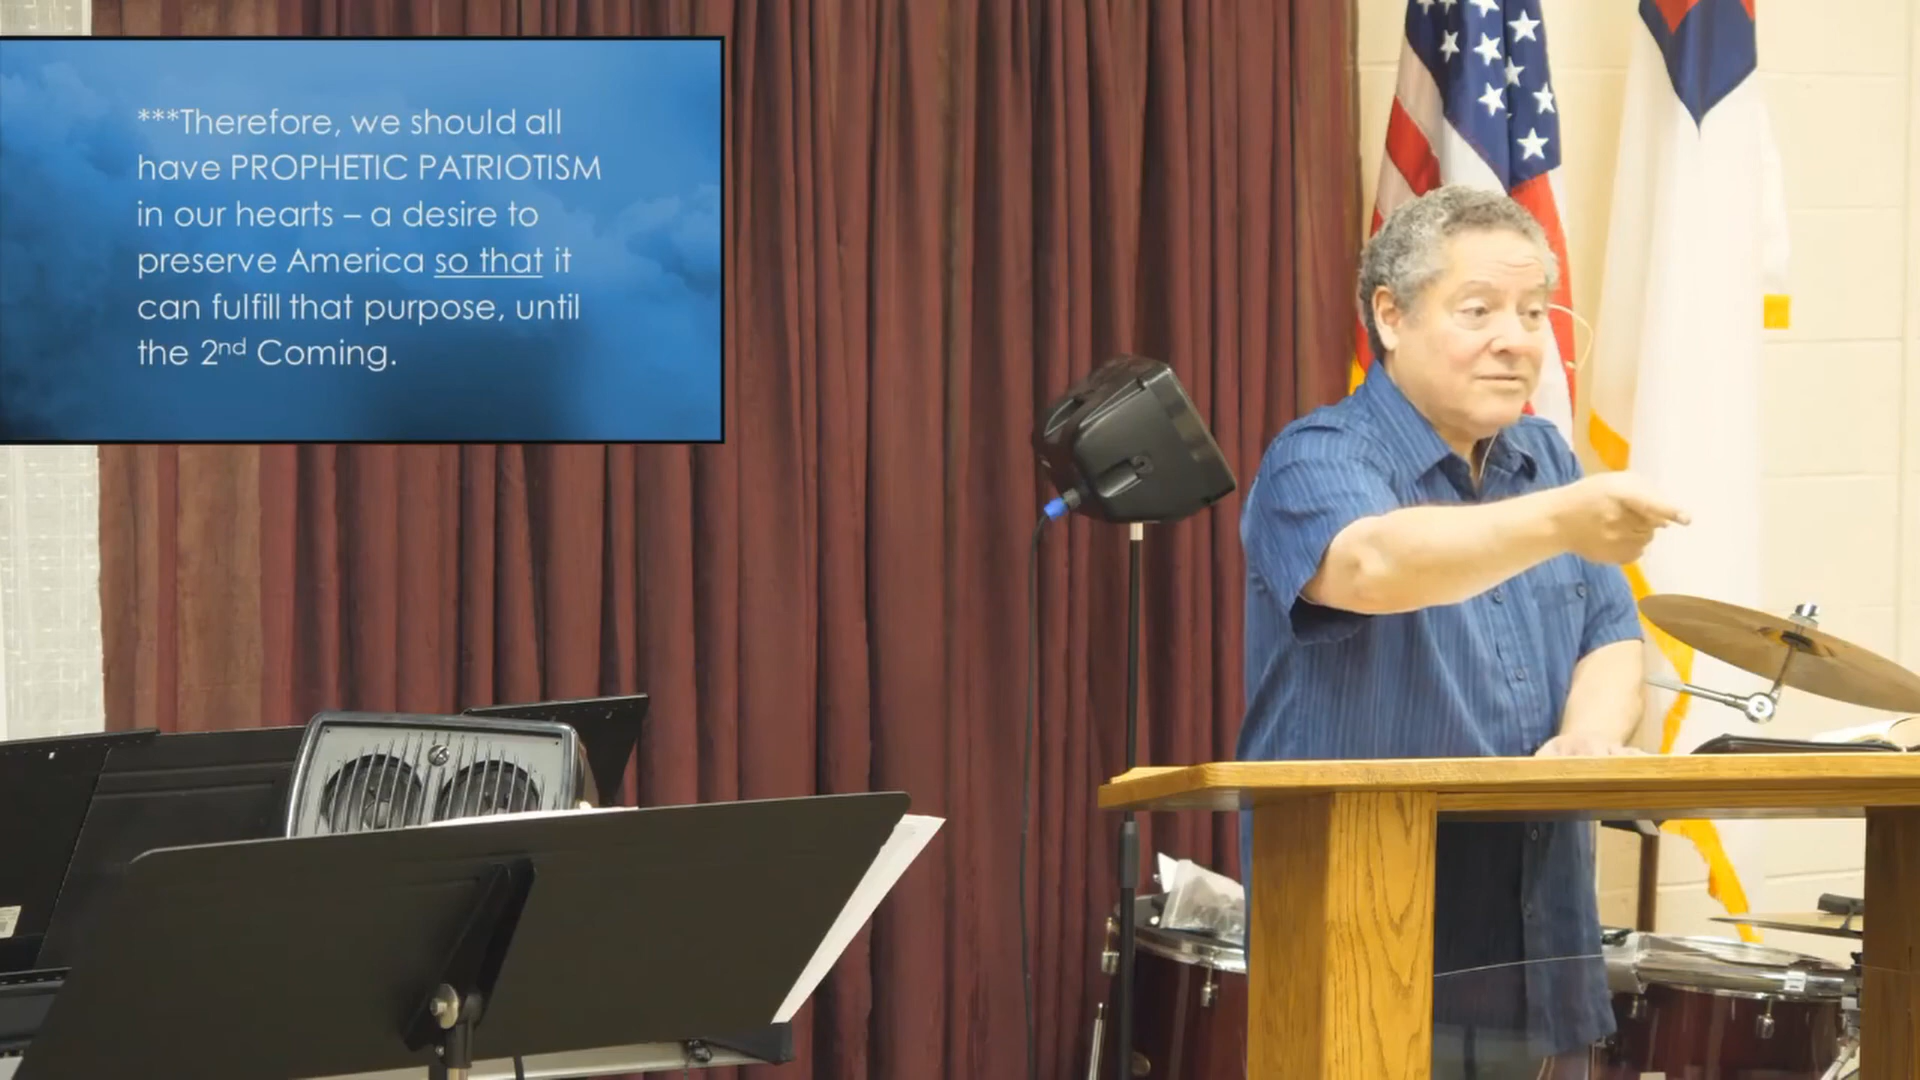 ***Therefore, we should all
have PROPHETIC PATRIOTISM
in our hearts – a desire to
preserve America so that it
can fulfill that purpose, until
the 2nd Coming.